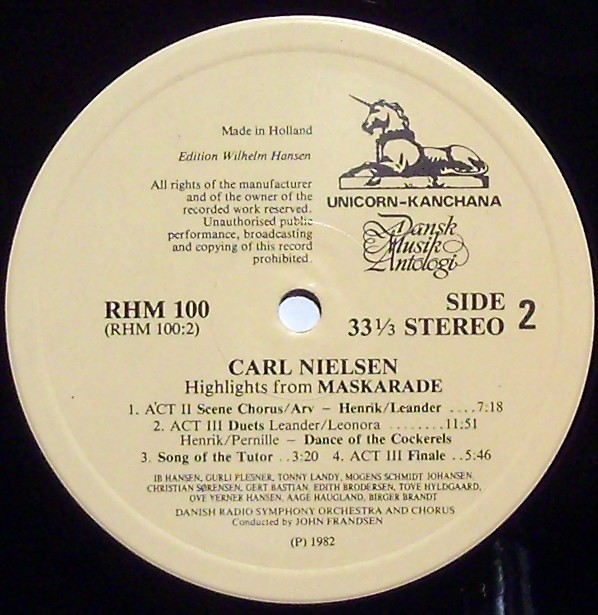 Made in Holland
Edition Wilhelm Hansen
All rights of the manufacturer
and of the owner of the
recorded work reserved.
Unauthorised public
performance, broadcasting
and copying of this record
prohibited.
UNICORN-KANCHANA
Dansk
Musik
Antologi
RHM 100
(RHM 100:2)
SIDE 2
33 1/3 STEREO
CARL NIELSEN
Highlights from MASKARADE
1. ACT II Scene Chorus/Arv – Henrik/Leander ....7:18
2. ACT III Duets Leander/Leonora ........11:51
Henrik/Pernille – Dance of the Cockerels
3. Song of the Tutor ..3:20 4. ACT III Finale ..5:46
IB HANSEN, GURLI PLESNER, TONNY LANDY, MOGENS SCHMIDT JOHANSEN,
CHRISTIAN SØRENSEN, GERT BASTIAN, EDITH BRODERSEN, TOVE HYLDGAARD,
OVE VERNER HANSEN, AAGE HAUGLAND, BIRGER BRANDT
DANISH RADIO SYMPHONY ORCHESTRA AND CHORUS
Conducted by JOHN FRANDSEN
(P) 1982